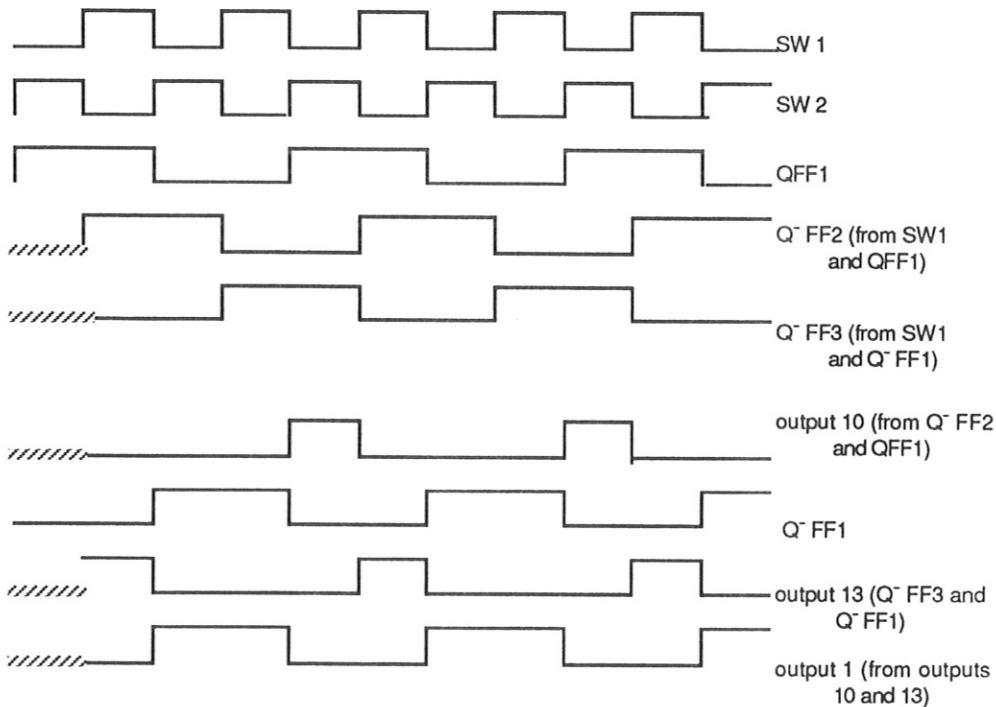 SW 1
SW 2
QFF1
Q⁻ FF2 (from SW1
and QFF1)
Q⁻ FF3 (from SW1
and Q⁻ FF1)
output 10 (from Q⁻ FF2
and QFF1)
Q⁻ FF1
output 13 (Q⁻ FF3 and
Q⁻ FF1)
output 1 (from outputs
10 and 13)